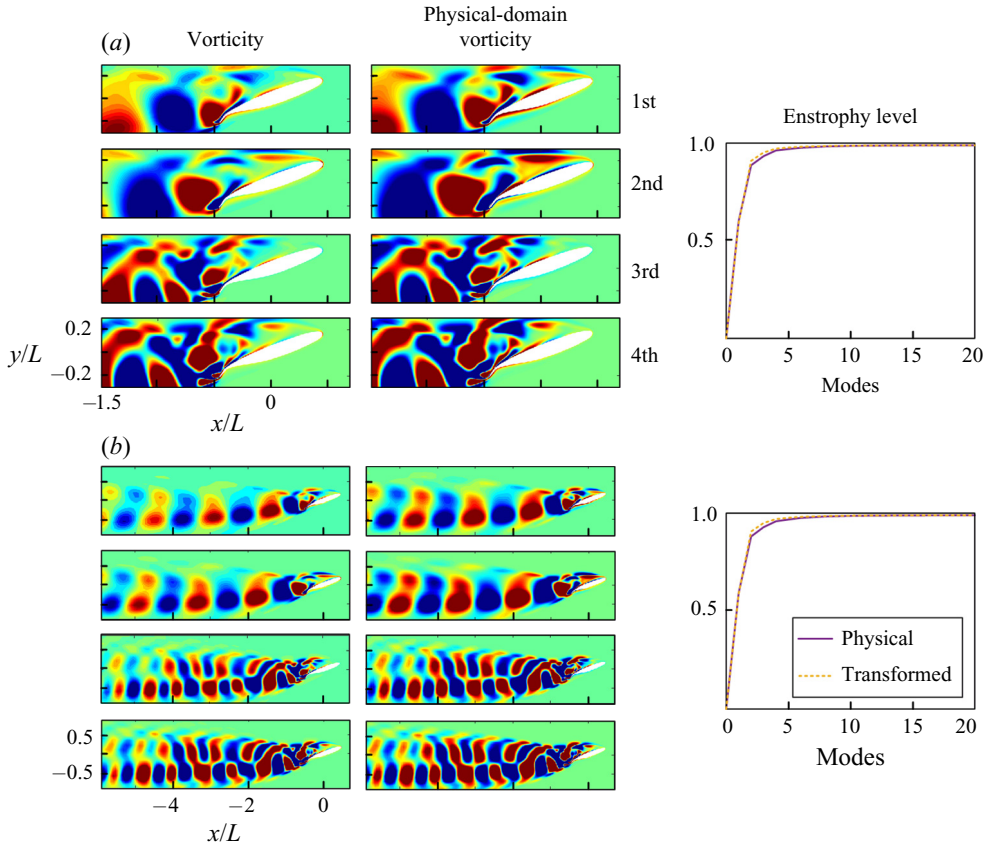 (a)
Vorticity
Physical-domain
vorticity
1st
2nd
3rd
4th
0.2
y/L
−0.2
−1.5
0
x/L
Enstrophy level
1.0
0.5
0
5
10
15
20
Modes
(b)
0.5
−0.5
−4
−2
0
x/L
1.0
0.5
Physical
Transformed
0
5
10
15
20
Modes